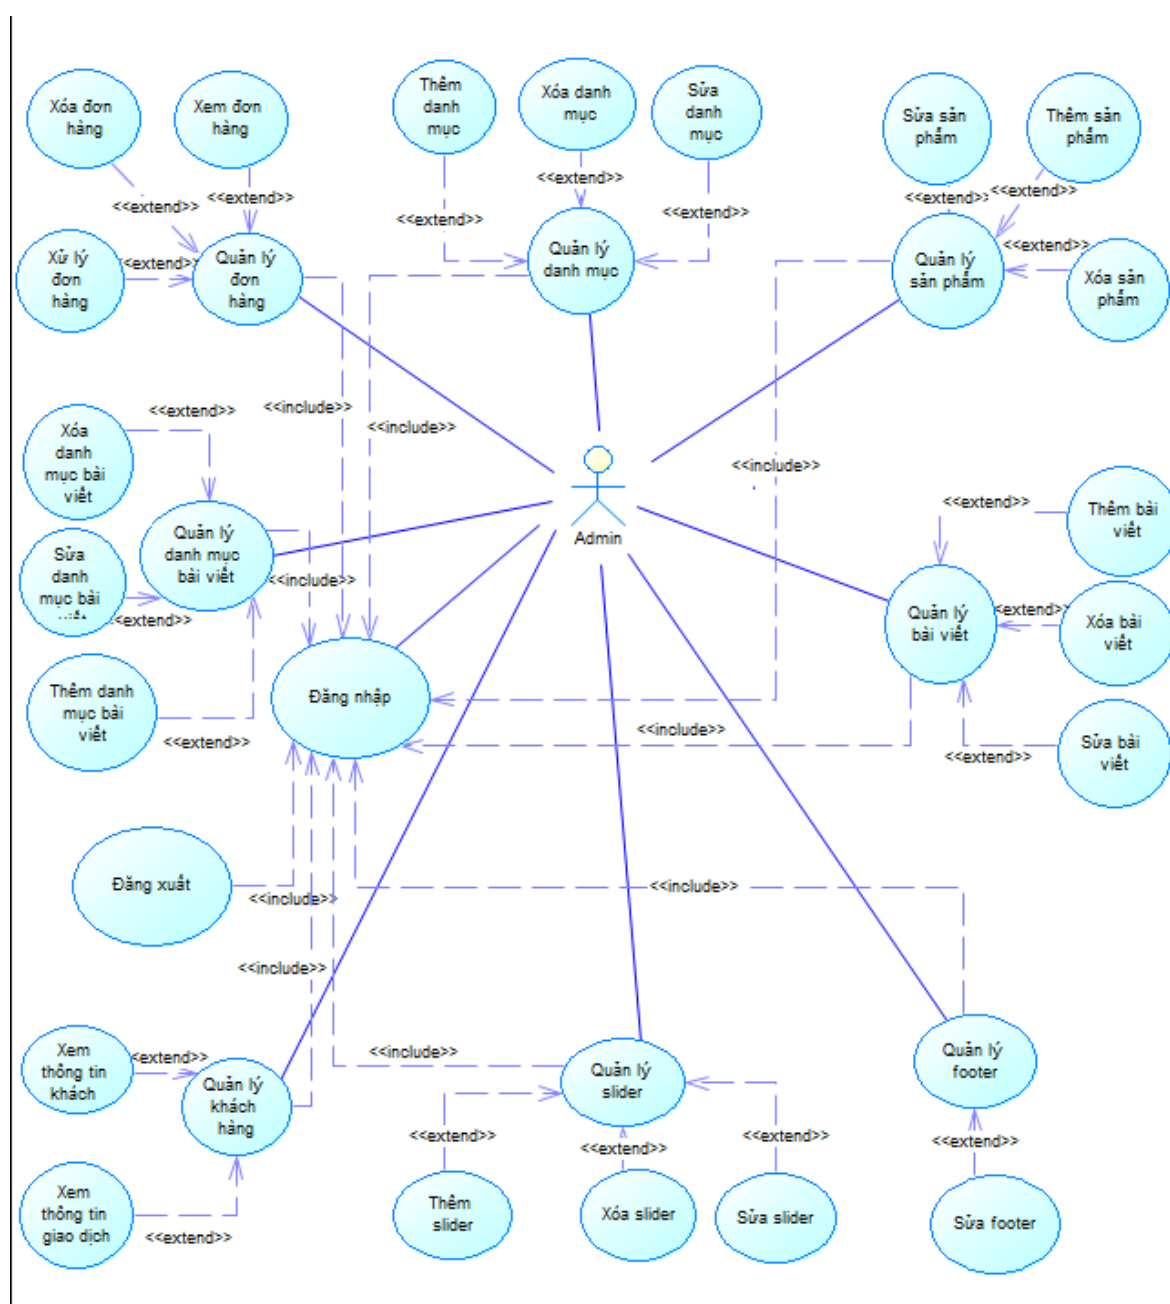 Xóa đơn
hàng
Xem đơn
hàng
Thêm
danh
mục
Xóa danh
mục
Sửa
danh
mục
Sửa sản
phẩm
Thêm sản
phẩm
<<extend>>
<<extend>>
<<extend>>
<<extend>>
<<extend>>
<<extend>>
<<extend>>
Xử lý
đơn
hàng
<<extend>>
Quản lý
đơn
hàng
Quản lý
danh mục
Quản lý
sản phẩm
<<extend>>
Xóa sản
phẩm
<<extend>>
<<include>>
<<include>>
<<include>>
Xóa
danh
mục bài
viết
Quản lý
danh mục
bài viết
Admin
<<extend>>
Thêm bài
viết
Sửa
danh
mục bài
<<include>>
<<extend>>
Quản lý
bài viết
<<extend>>
Xóa bài
viết
Thêm danh
mục bài
viết
<<extend>>
Đăng nhập
<<include>>
<<extend>>
Sửa bài
viết
Đăng xuất
<<include>>
<<include>>
<<include>>
Xem
thông tin
khách
<<extend>>
Quản lý
khách
hàng
<<include>>
Quản lý
slider
Quản lý
footer
<<extend>>
<<extend>>
<<extend>>
<<extend>>
Xem
thông tin
giao dịch
<<extend>>
Thêm
slider
Xóa slider
Sửa slider
Sửa footer